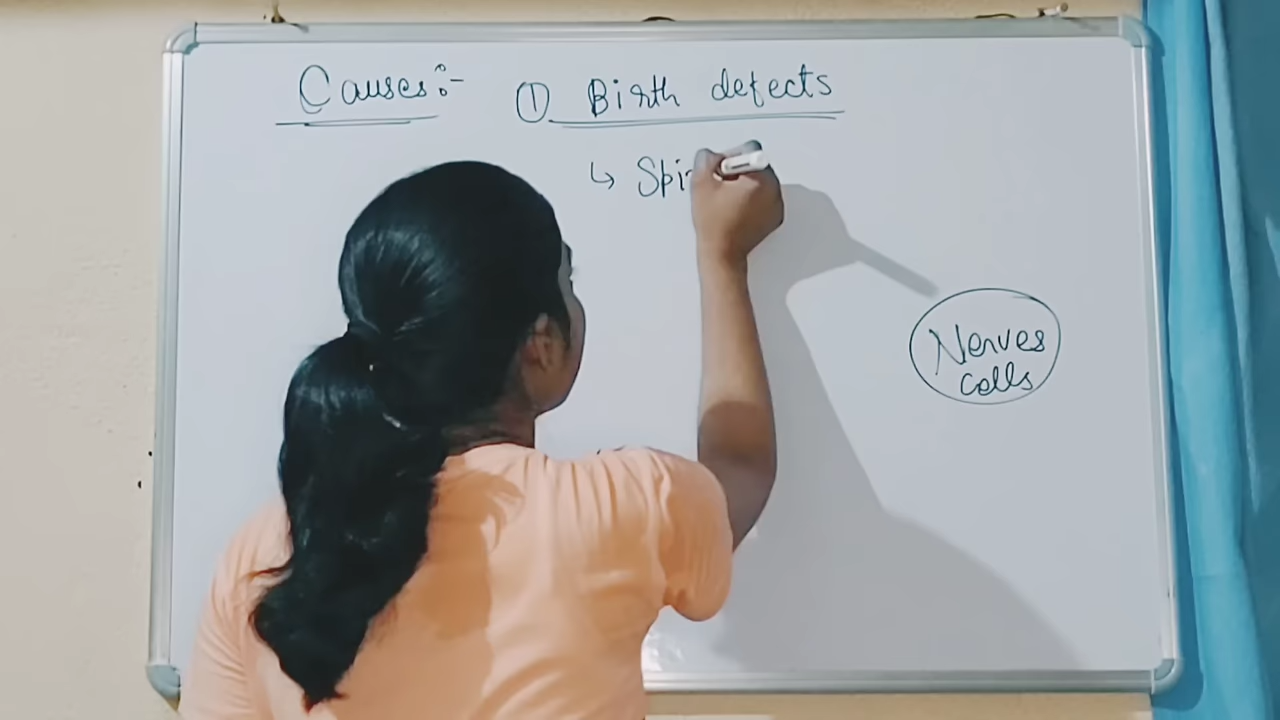 Causes:-
① Birth defects
↳ Spi
Nerves
cells